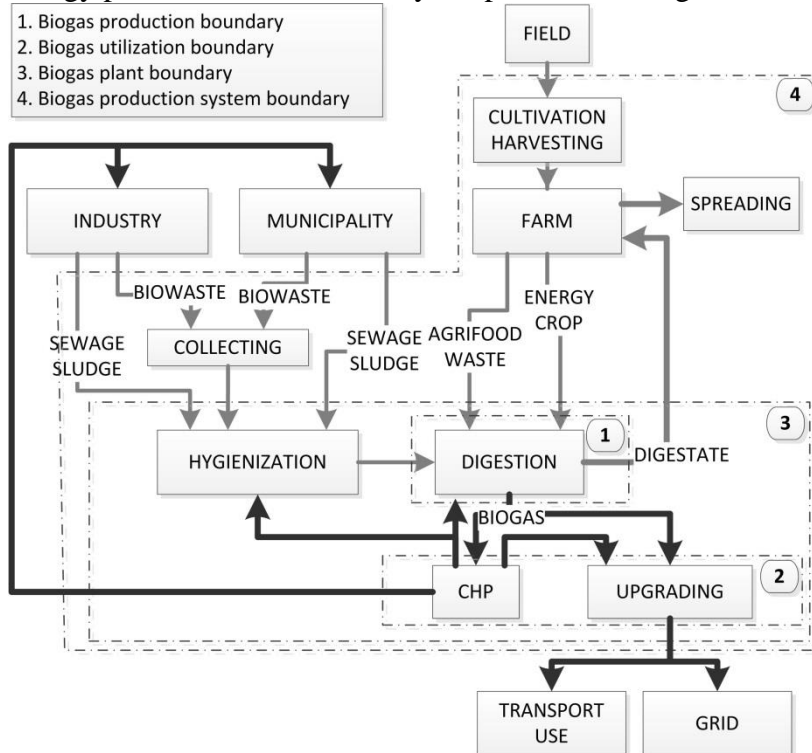 1. Biogas production boundary
2. Biogas utilization boundary
3. Biogas plant boundary
4. Biogas production system boundary
FIELD
4
CULTIVATION
HARVESTING
INDUSTRY
MUNICIPALITY
FARM
SPREADING
BIOWASTE
BIOWASTE
ENERGY
CROP
SEWAGE
SLUDGE
COLLECTING
SEWAGE
SLUDGE
AGRIFOOD
WASTE
1
3
HYGIENIZATION
DIGESTION
DIGESTATE
BIOGAS
2
CHP
UPGRADING
TRANSPORT
USE
GRID